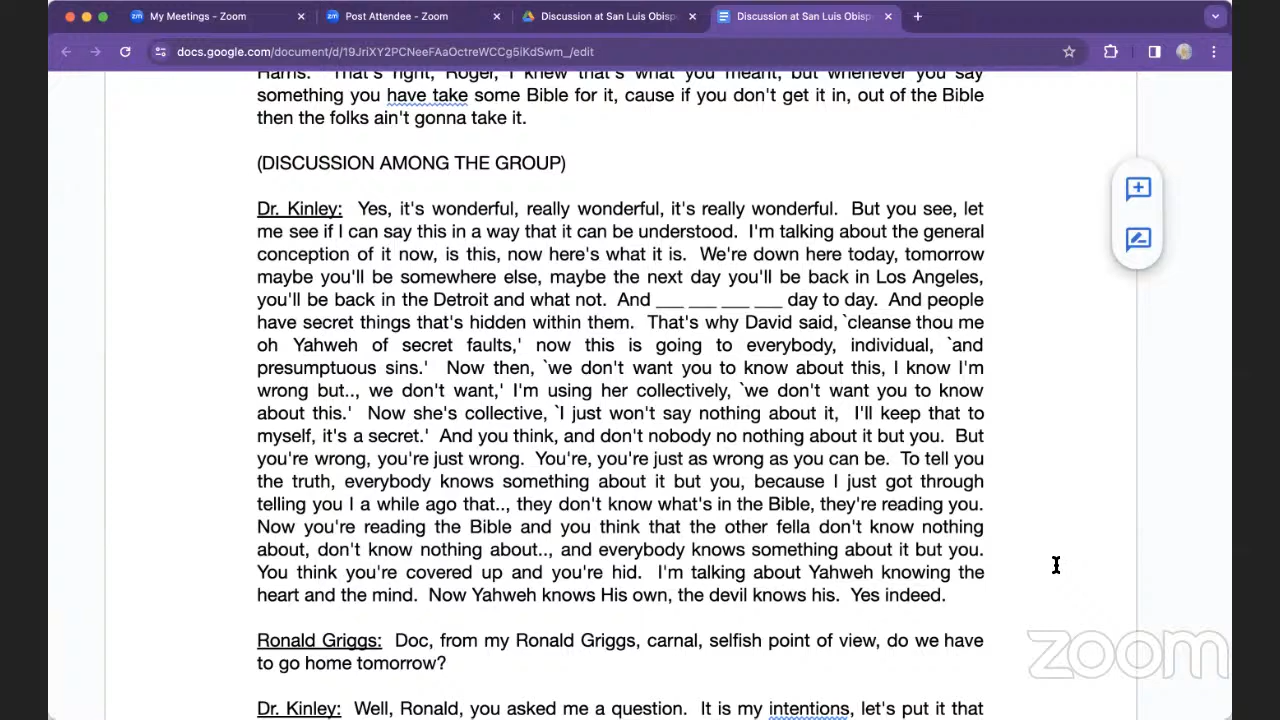 My Meetings - Zoom
Post Attendee - Zoom
Discussion at San Luis Obisp
Discussion at San Luis Obisp
docs.google.com/document/d/19JriXY2PCNeeFAaOctreWCCg5iKdSwm_/edit
Harris: That's right, Roger, I knew that's what you meant, but whenever you say
something you have take some Bible for it, cause if you don't get it in, out of the Bible
then the folks ain't gonna take it.
(DISCUSSION AMONG THE GROUP)
Dr. Kinley: Yes, it's wonderful, really wonderful, it's really wonderful. But you see, let
me see if I can say this in a way that it can be understood. I'm talking about the general
conception of it now, is this, now here's what it is. We're down here today, tomorrow
maybe you'll be somewhere else, maybe the next day you'll be back in Los Angeles,
you'll be back in the Detroit and what not. And ___ ___ ___ ___ day to day. And people
have secret things that's hidden within them. That's why David said, `cleanse thou me
oh Yahweh of secret faults,' now this is going to everybody, individual, `and
presumptuous sins.' Now then, `we don't want you to know about this, I know I'm
wrong but.., we don't want,' I'm using her collectively, `we don't want you to know
about this.' Now she's collective, `I just won't say nothing about it, I'll keep that to
myself, it's a secret.' And you think, and don't nobody no nothing about it but you. But
you're wrong, you're just wrong. You're, you're just as wrong as you can be. To tell you
the truth, everybody knows something about it but you, because I just got through
telling you I a while ago that.., they don't know what's in the Bible, they're reading you.
Now you're reading the Bible and you think that the other fella don't know nothing
about, don't know nothing about.., and everybody knows something about it but you.
You think you're covered up and you're hid. I'm talking about Yahweh knowing the
heart and the mind. Now Yahweh knows His own, the devil knows his. Yes indeed.
Ronald Griggs: Doc, from my Ronald Griggs, carnal, selfish point of view, do we have
to go home tomorrow?
Dr. Kinley: Well, Ronald, you asked me a question. It is my intentions, let's put it that
zoom